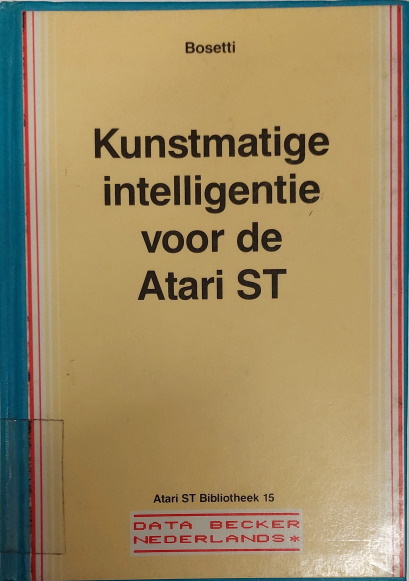 Bosetti
Kunstmatige
intelligentie
voor de
Atari ST
Atari ST Bibliotheek 15
DATA BECKER
NEDERLANDS*